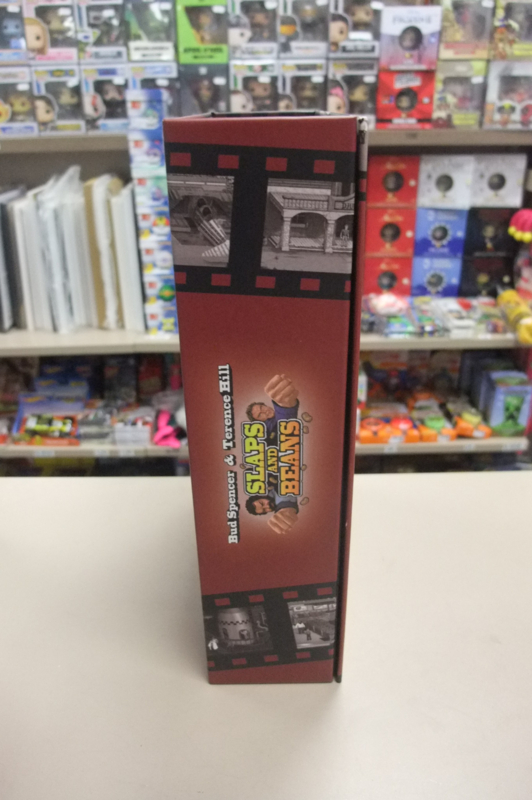 Bud Spencer & Terence Hill
SLAPS
AND
BEANS